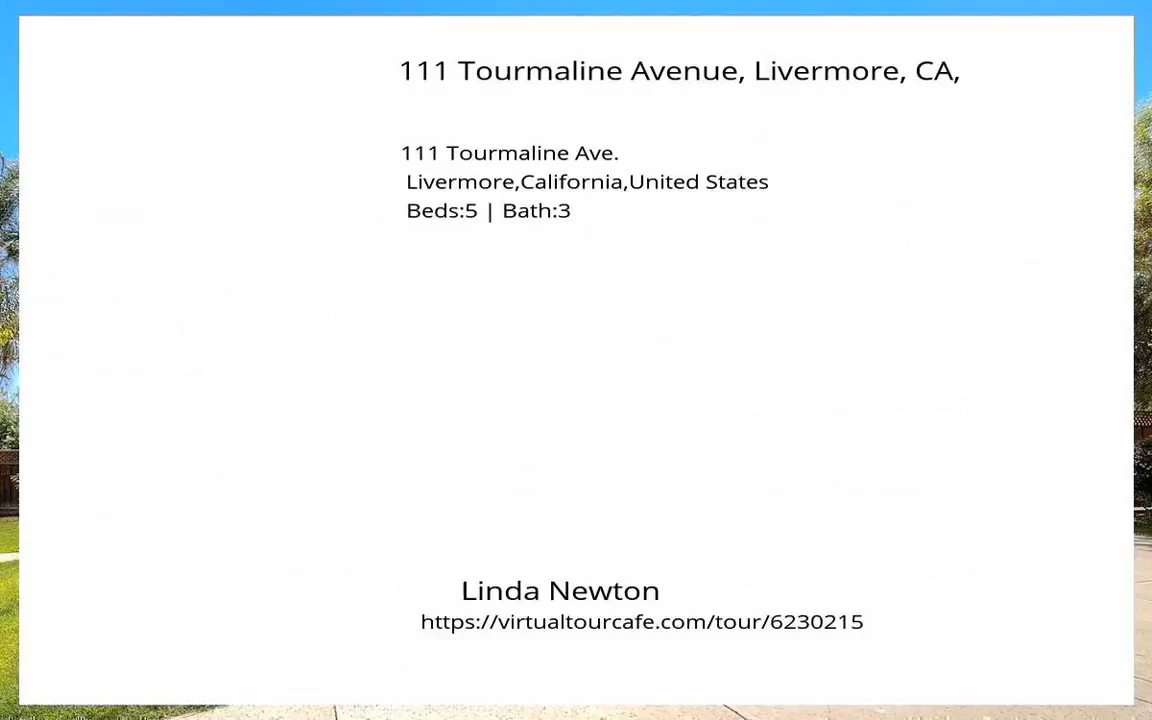 111 Tourmaline Avenue, Livermore, CA,
111 Tourmaline Ave.
Livermore,California,United States
Beds:5 | Bath:3
Linda Newton
https://virtualtourcafe.com/tour/6230215